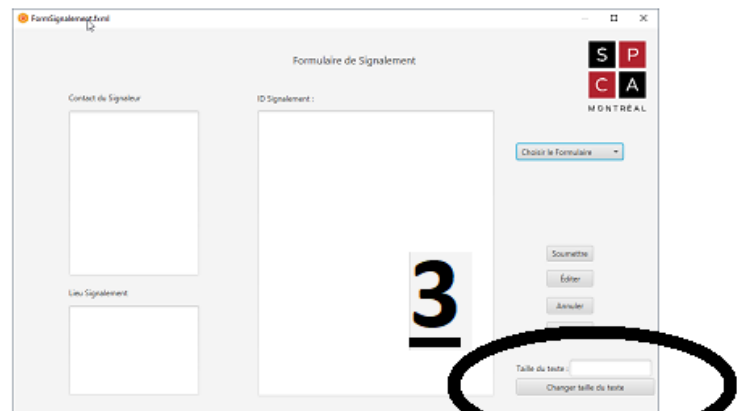 FormSignalement.fxml
Formulaire de Signalement
S P
C A
MONTRÉAL
Contact du Signaleur
ID Signalement :
Choisir le Formulaire
3
Soumettre
Éditer
Annuler
Lieu Signalement
Taille du texte :
Changer taille du texte